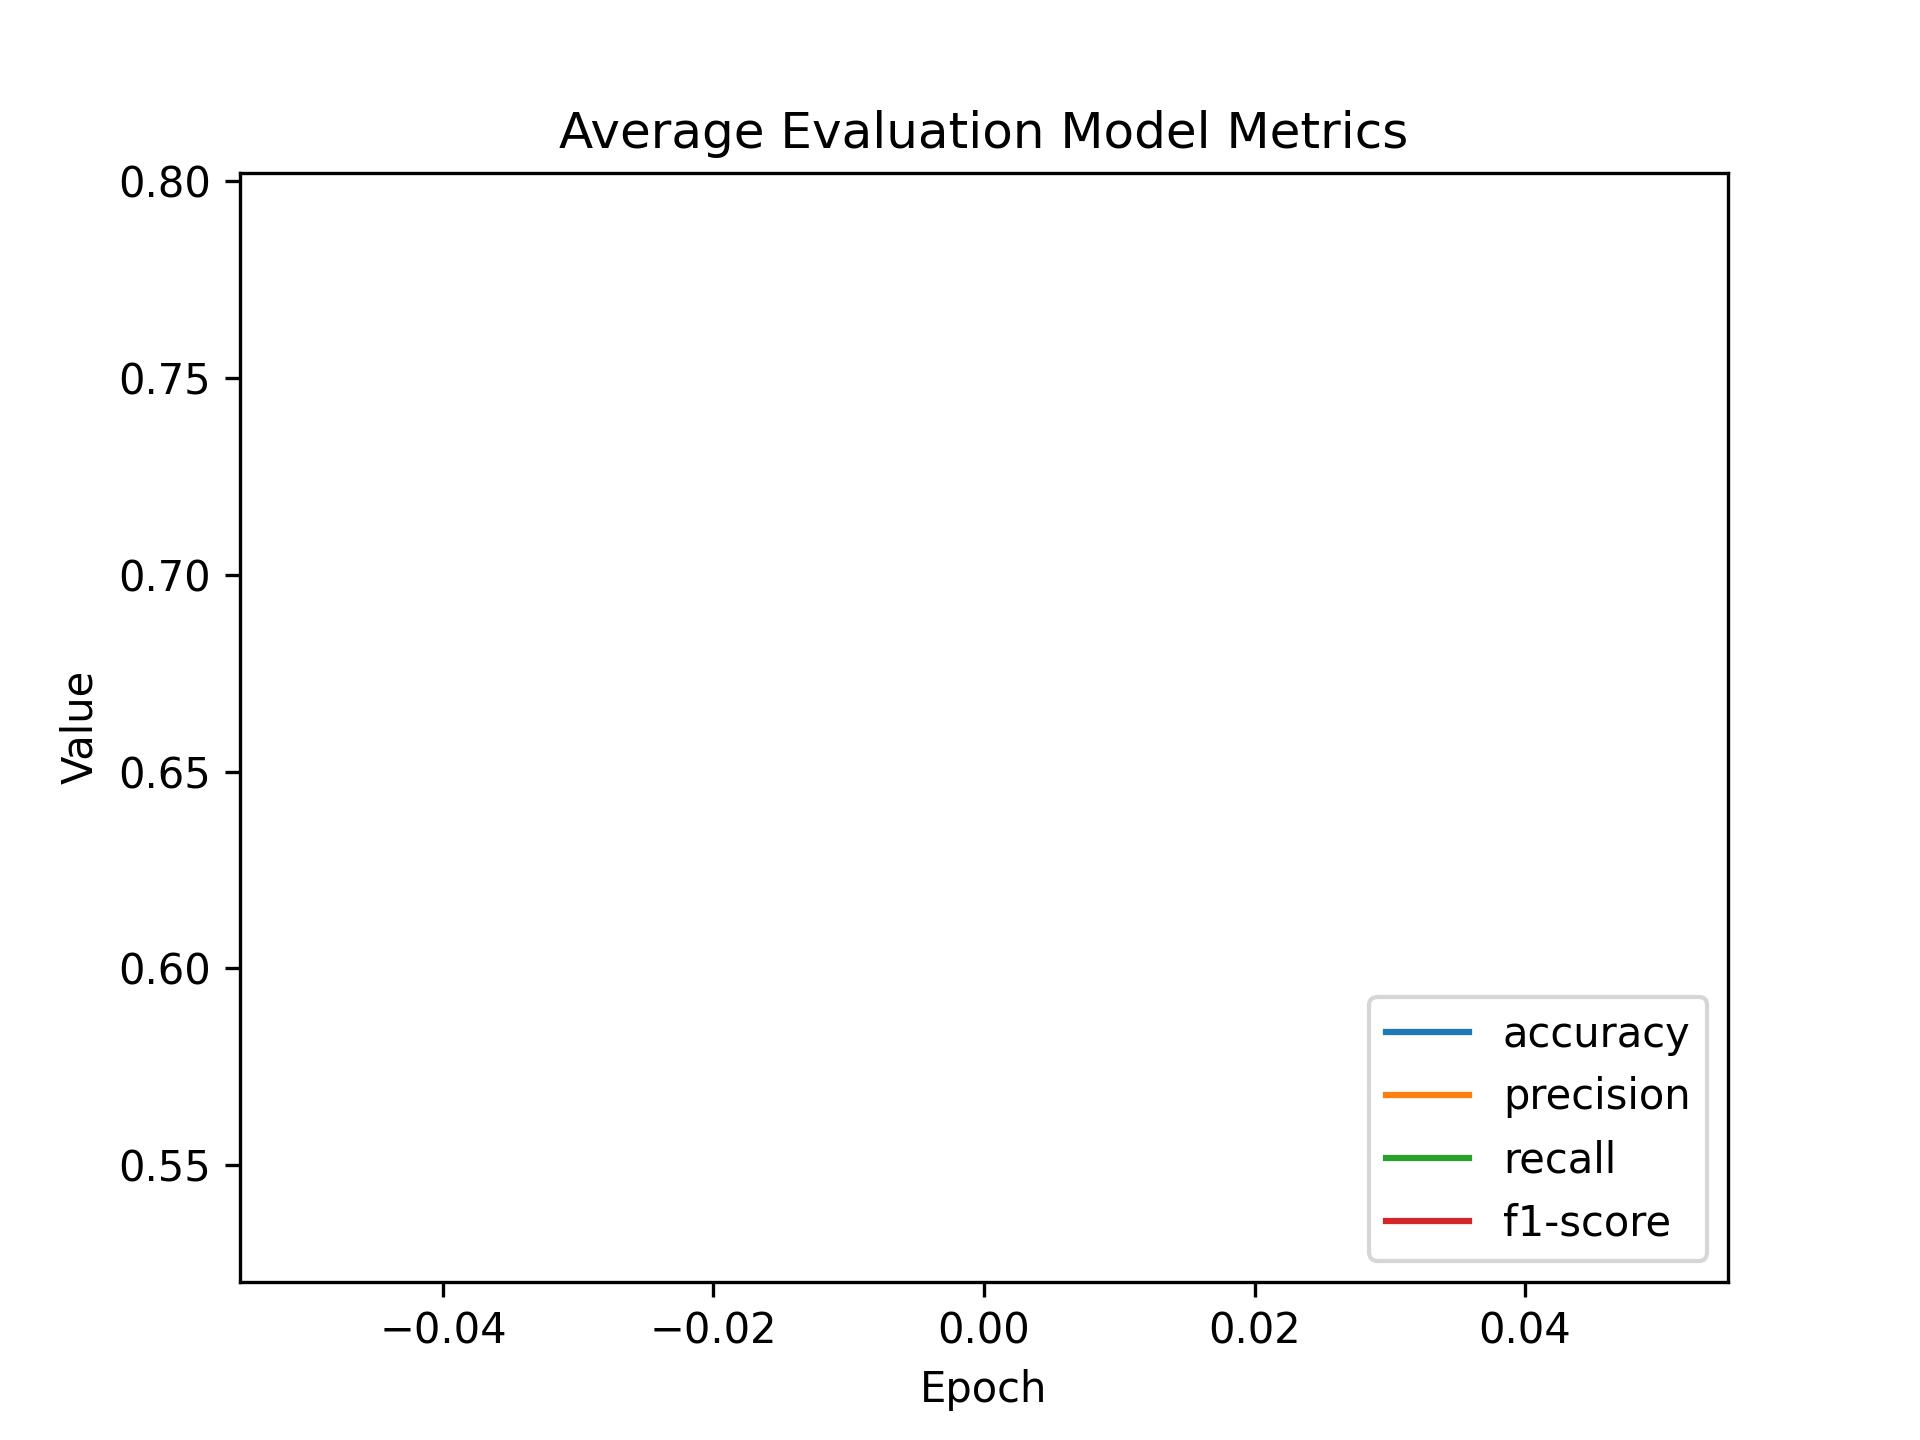 Average Evaluation Model Metrics
0.80
0.75
0.70
0.65
0.60
0.55
Value
accuracy
precision
recall
f1-score
−0.04
−0.02
0.00
0.02
0.04
Epoch